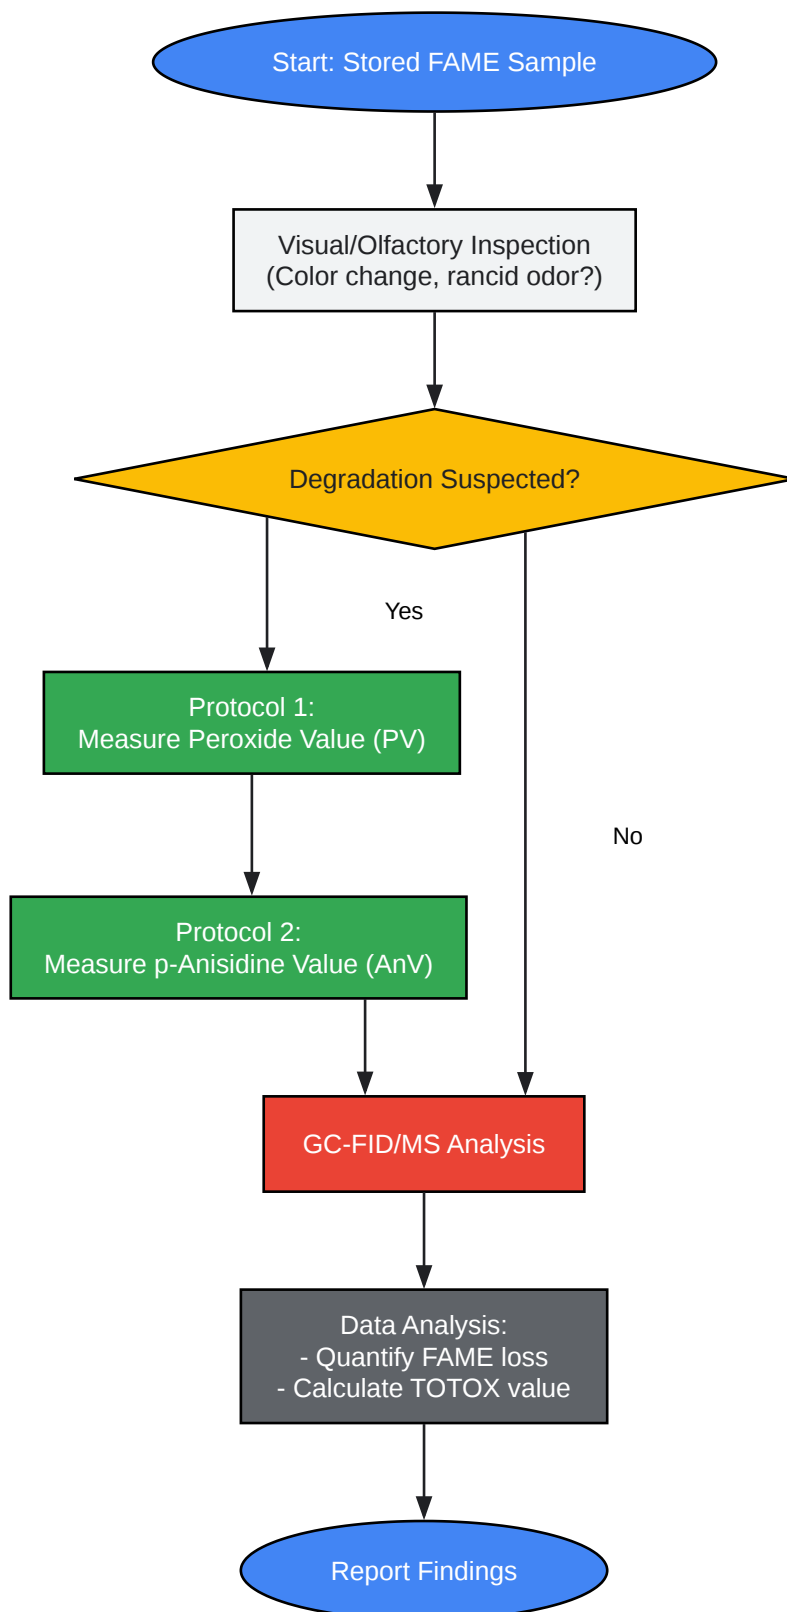 Start: Stored FAME Sample
Visual/Olfactory Inspection
(Color change, rancid odor?)
Degradation Suspected?
Yes
Protocol 1:
Measure Peroxide Value (PV)
No
Protocol 2:
Measure p-Anisidine Value (AnV)
GC-FID/MS Analysis
Data Analysis:
- Quantify FAME loss
- Calculate TOTOX value
Report Findings